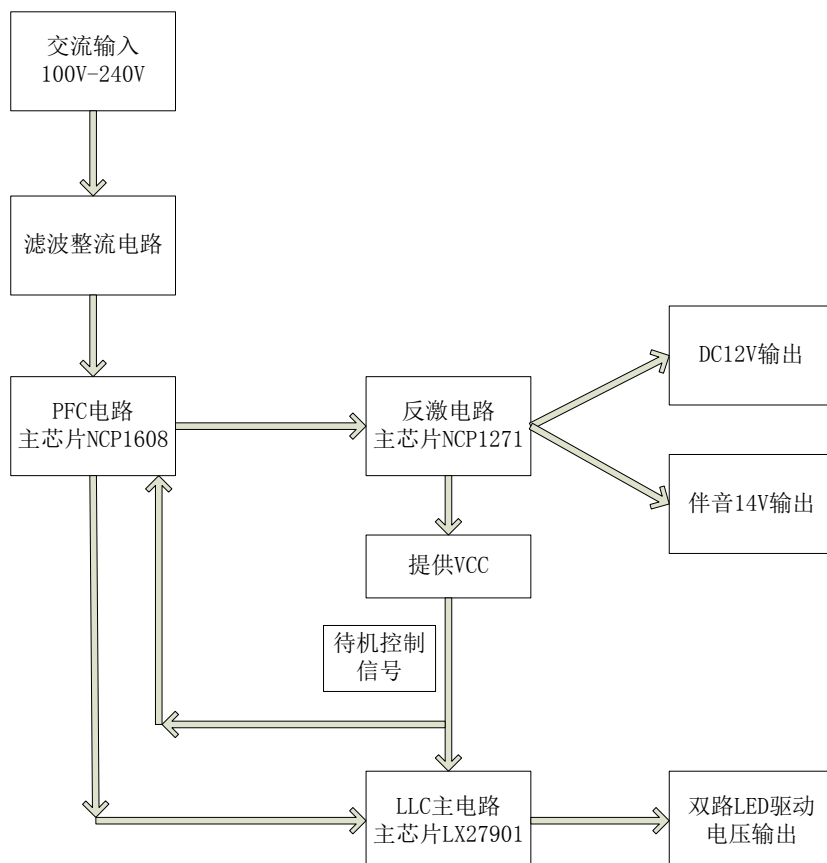 交流输入
100V-240V
滤波整流电路
PFC电路
主芯片NCP1608
反激电路
主芯片NCP1271
DC12V输出
伴音14V输出
提供VCC
待机控制
信号
LLC主电路
主芯片LX27901
双路LED驱动
电压输出